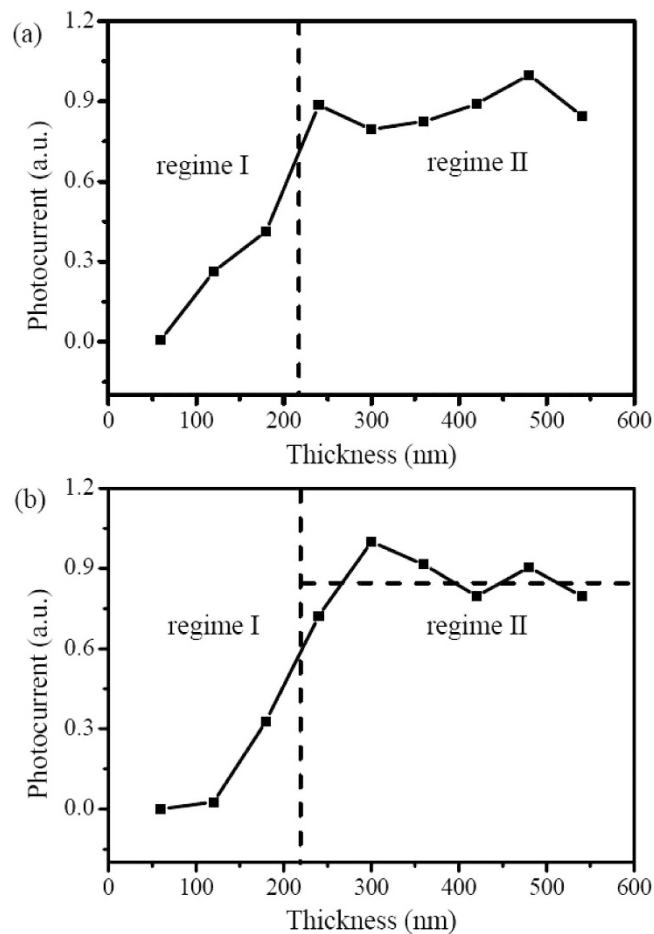 (a)
1.2
0.9
0.6
0.3
0.0
Photocurrent (a.u.)
regime I
regime II
0 100 200 300 400 500 600
Thickness (nm)
(b)
1.2
0.9
0.6
0.3
0.0
Photocurrent (a.u.)
regime I
regime II
0 100 200 300 400 500 600
Thickness (nm)